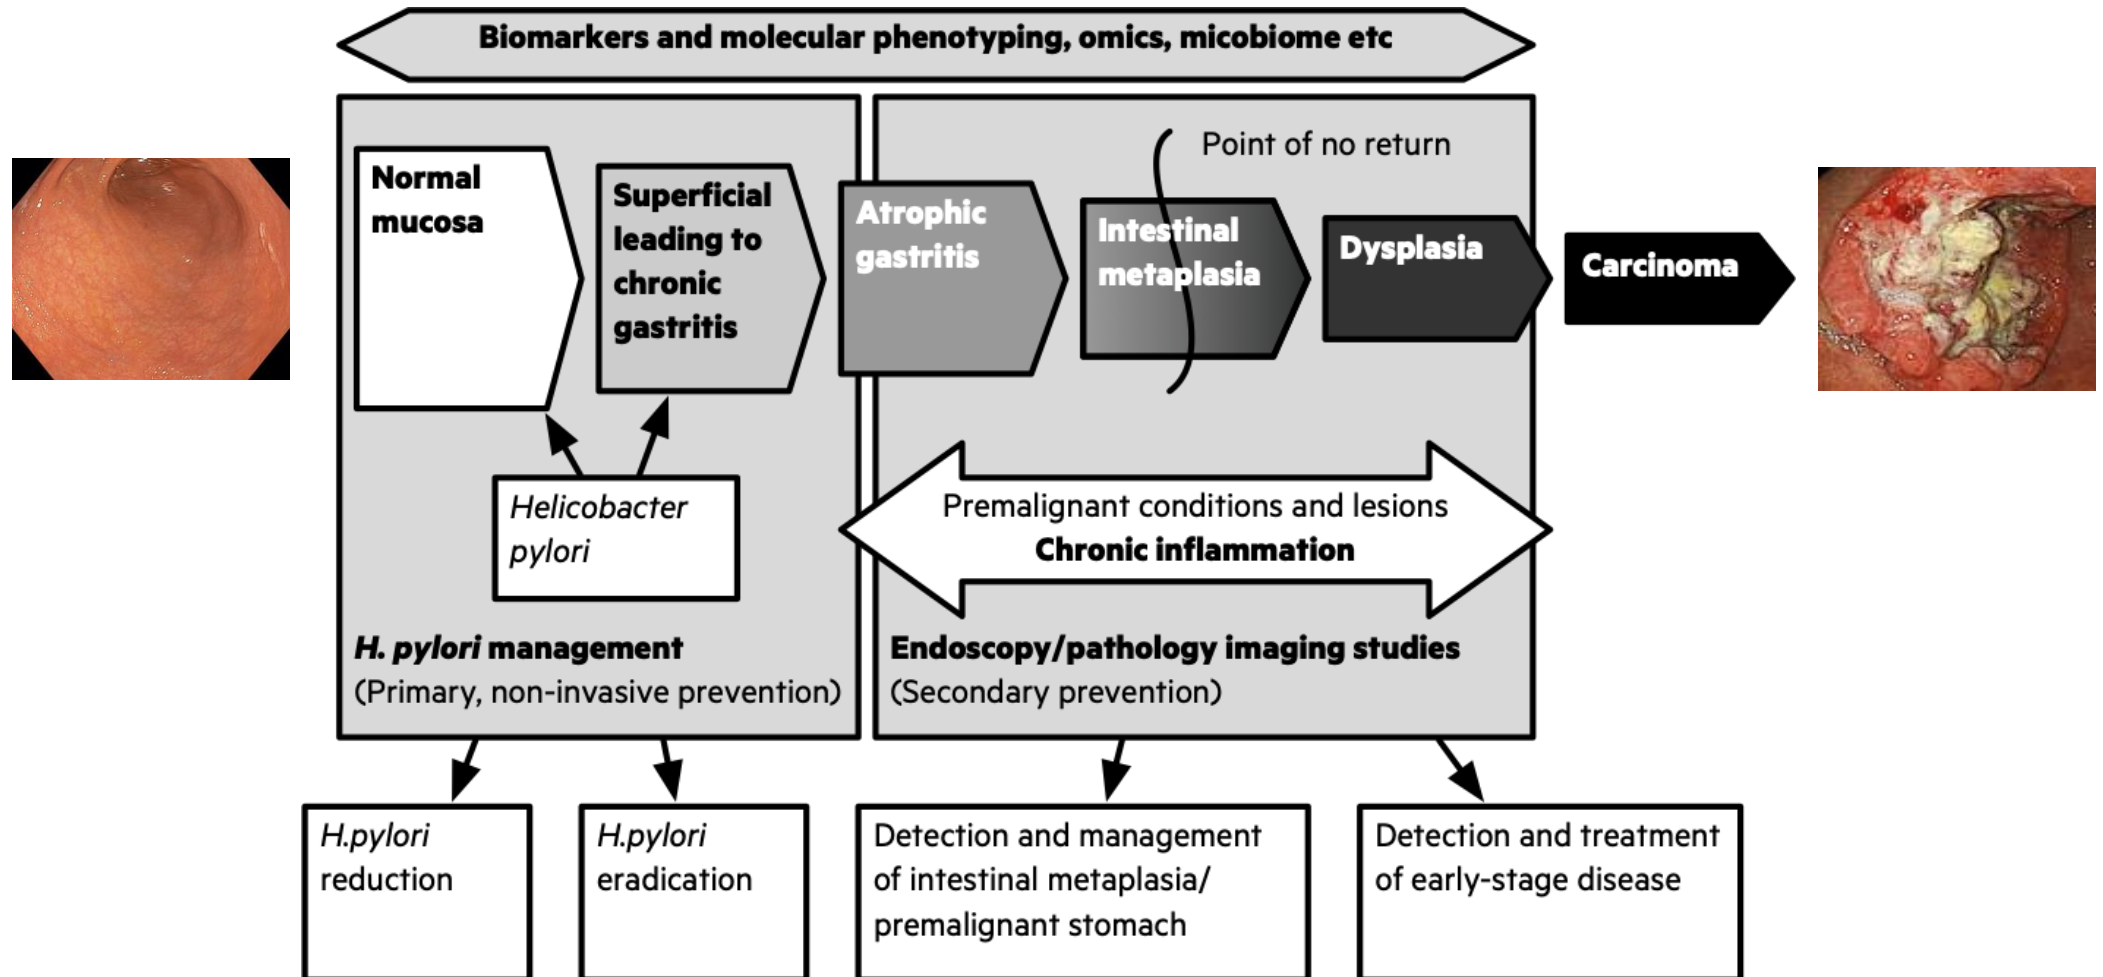 Biomarkers and molecular phenotyping, omics, micobiome etc
Normal
mucosa
Superficial
leading to
chronic
gastritis
Atrophic
gastritis
Point of no return
Intestinal
metaplasia
Dysplasia
Carcinoma
Helicobacter
pylori
Premalignant conditions and lesions
Chronic inflammation
H. pylori management
(Primary, non-invasive prevention)
Endoscopy/pathology imaging studies
(Secondary prevention)
H.pylori
reduction
H.pylori
eradication
Detection and management
of intestinal metaplasia/
premalignant stomach
Detection and treatment
of early-stage disease